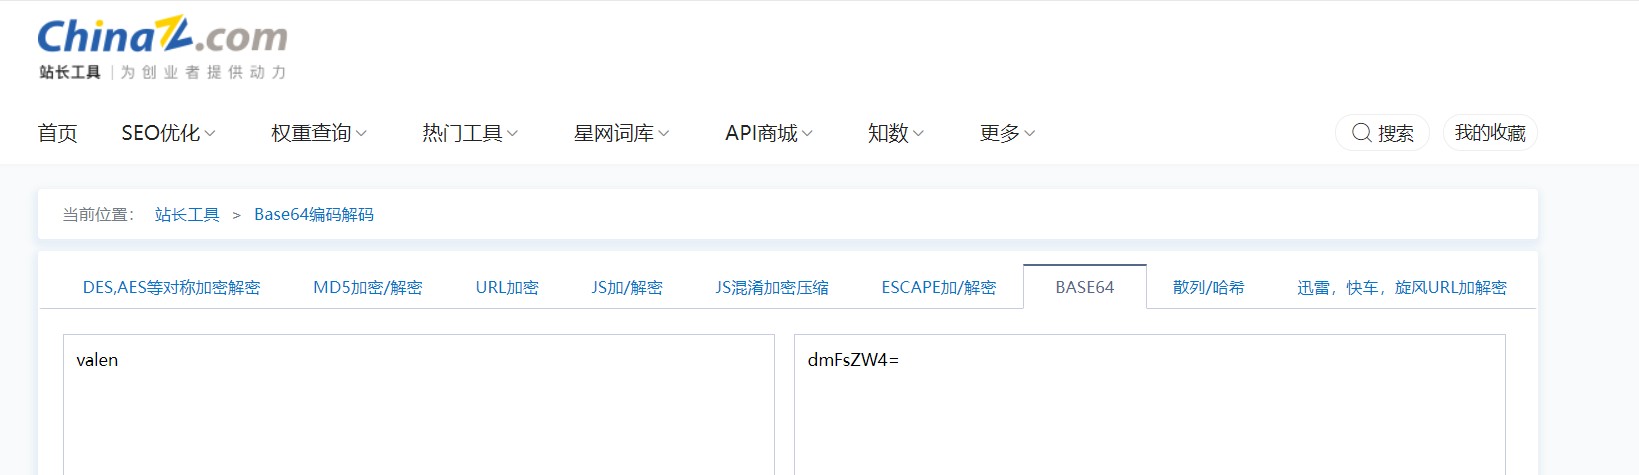 ChinaZ.com
站长工具 | 为创业者提供动力
首页 SEO优化 权重查询 热门工具 星网词库 API商城 知数 更多 搜索 我的收藏
当前位置： 站长工具 > Base64编码解码
DES,AES等对称加密解密 MD5加密/解密 URL加密 JS加/解密 JS混淆加密压缩 ESCAPE加/解密 BASE64 散列/哈希 迅雷，快车，旋风URL加解密
valen dmFsZW4=